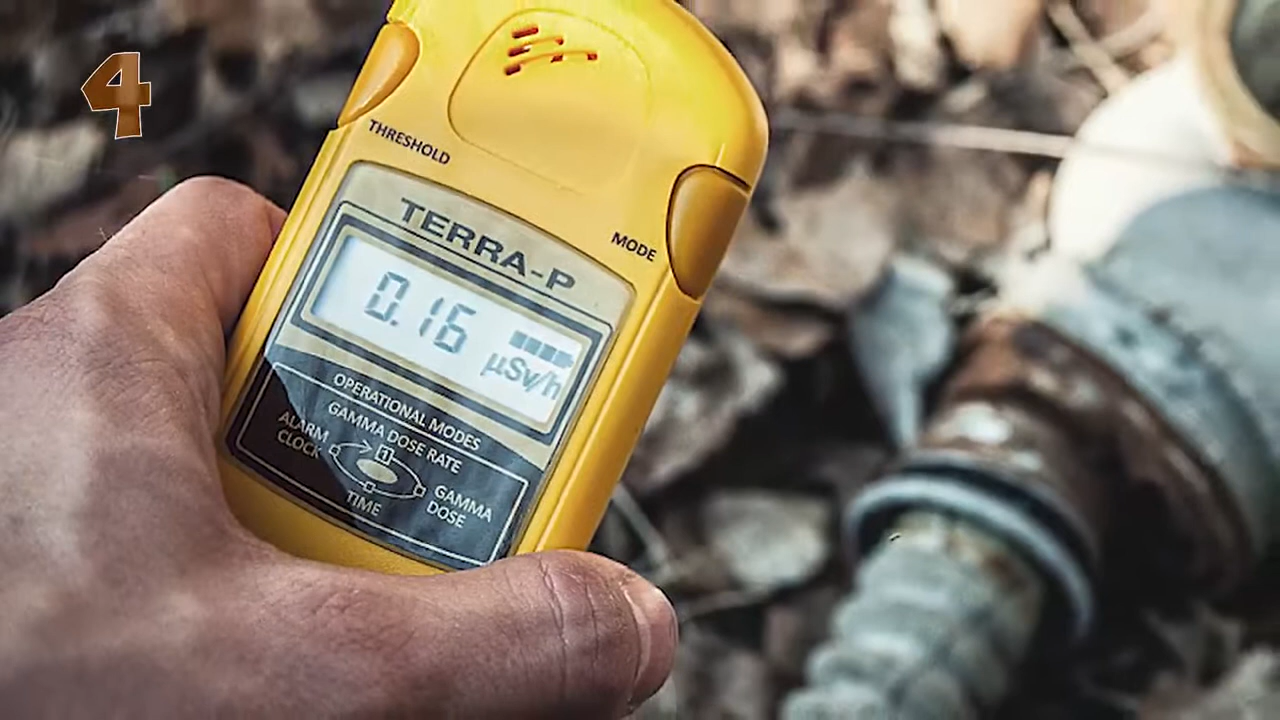 4
THRESHOLD
MODE
TERRA-P
0.16
µSv/h
OPERATIONAL MODES
GAMMA DOSE RATE
ALARM
CLOCK
1
GAMMA
DOSE
TIME